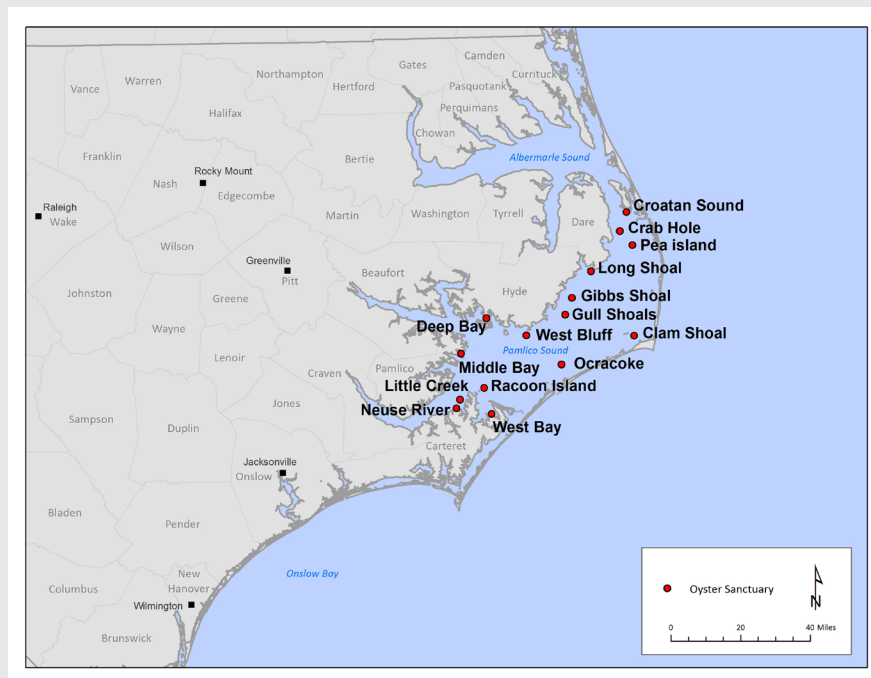 Camden
Gates
Currituck
Northampton
Warren
Vance
Hertford
Pasquotank
Perquimans
Halifax
Chowan
Franklin
Bertie
Albermarle Sound
Rocky Mount
Nash
Edgecombe
Raleigh
Wake
Martin
Washington
Tyrrell
Dare
Croatan Sound
Crab Hole
Pea island
Wilson
Greenville
Pitt
Beaufort
Long Shoal
Johnston
Greene
Hyde
Gibbs Shoal
Gull Shoals
Wayne
Deep Bay
West Bluff
Clam Shoal
Pamlico Sound
Lenoir
Craven
Pamlico
Middle Bay
Ocracoke
Little Creek
Racoon Island
Jones
Neuse River
Sampson
Duplin
West Bay
Carteret
Jacksonville
Onslow
Bladen
Pender
Onslow Bay
New
Hanover
Columbus
Wilmington
Brunswick
Oyster Sanctuary
N
0 20 40 Miles